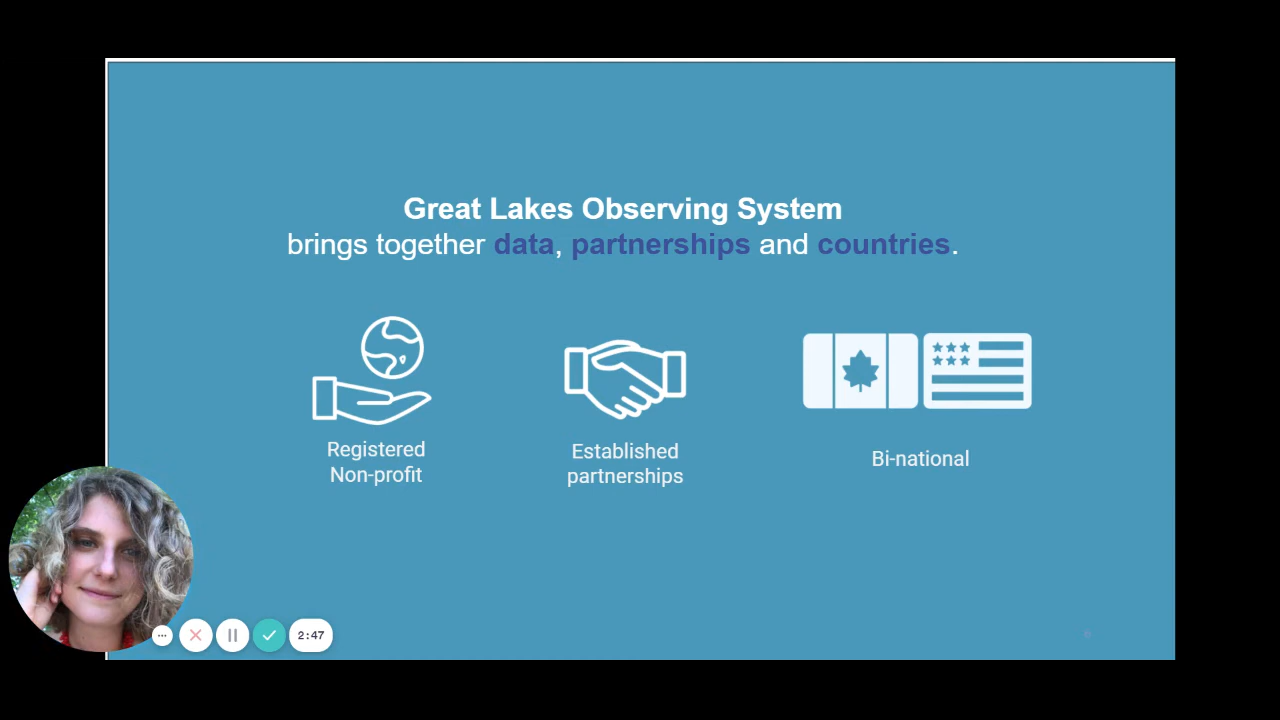 Great Lakes Observing System
brings together data, partnerships and countries.
Registered
Non-profit
Established
partnerships
Bi-national
2:47